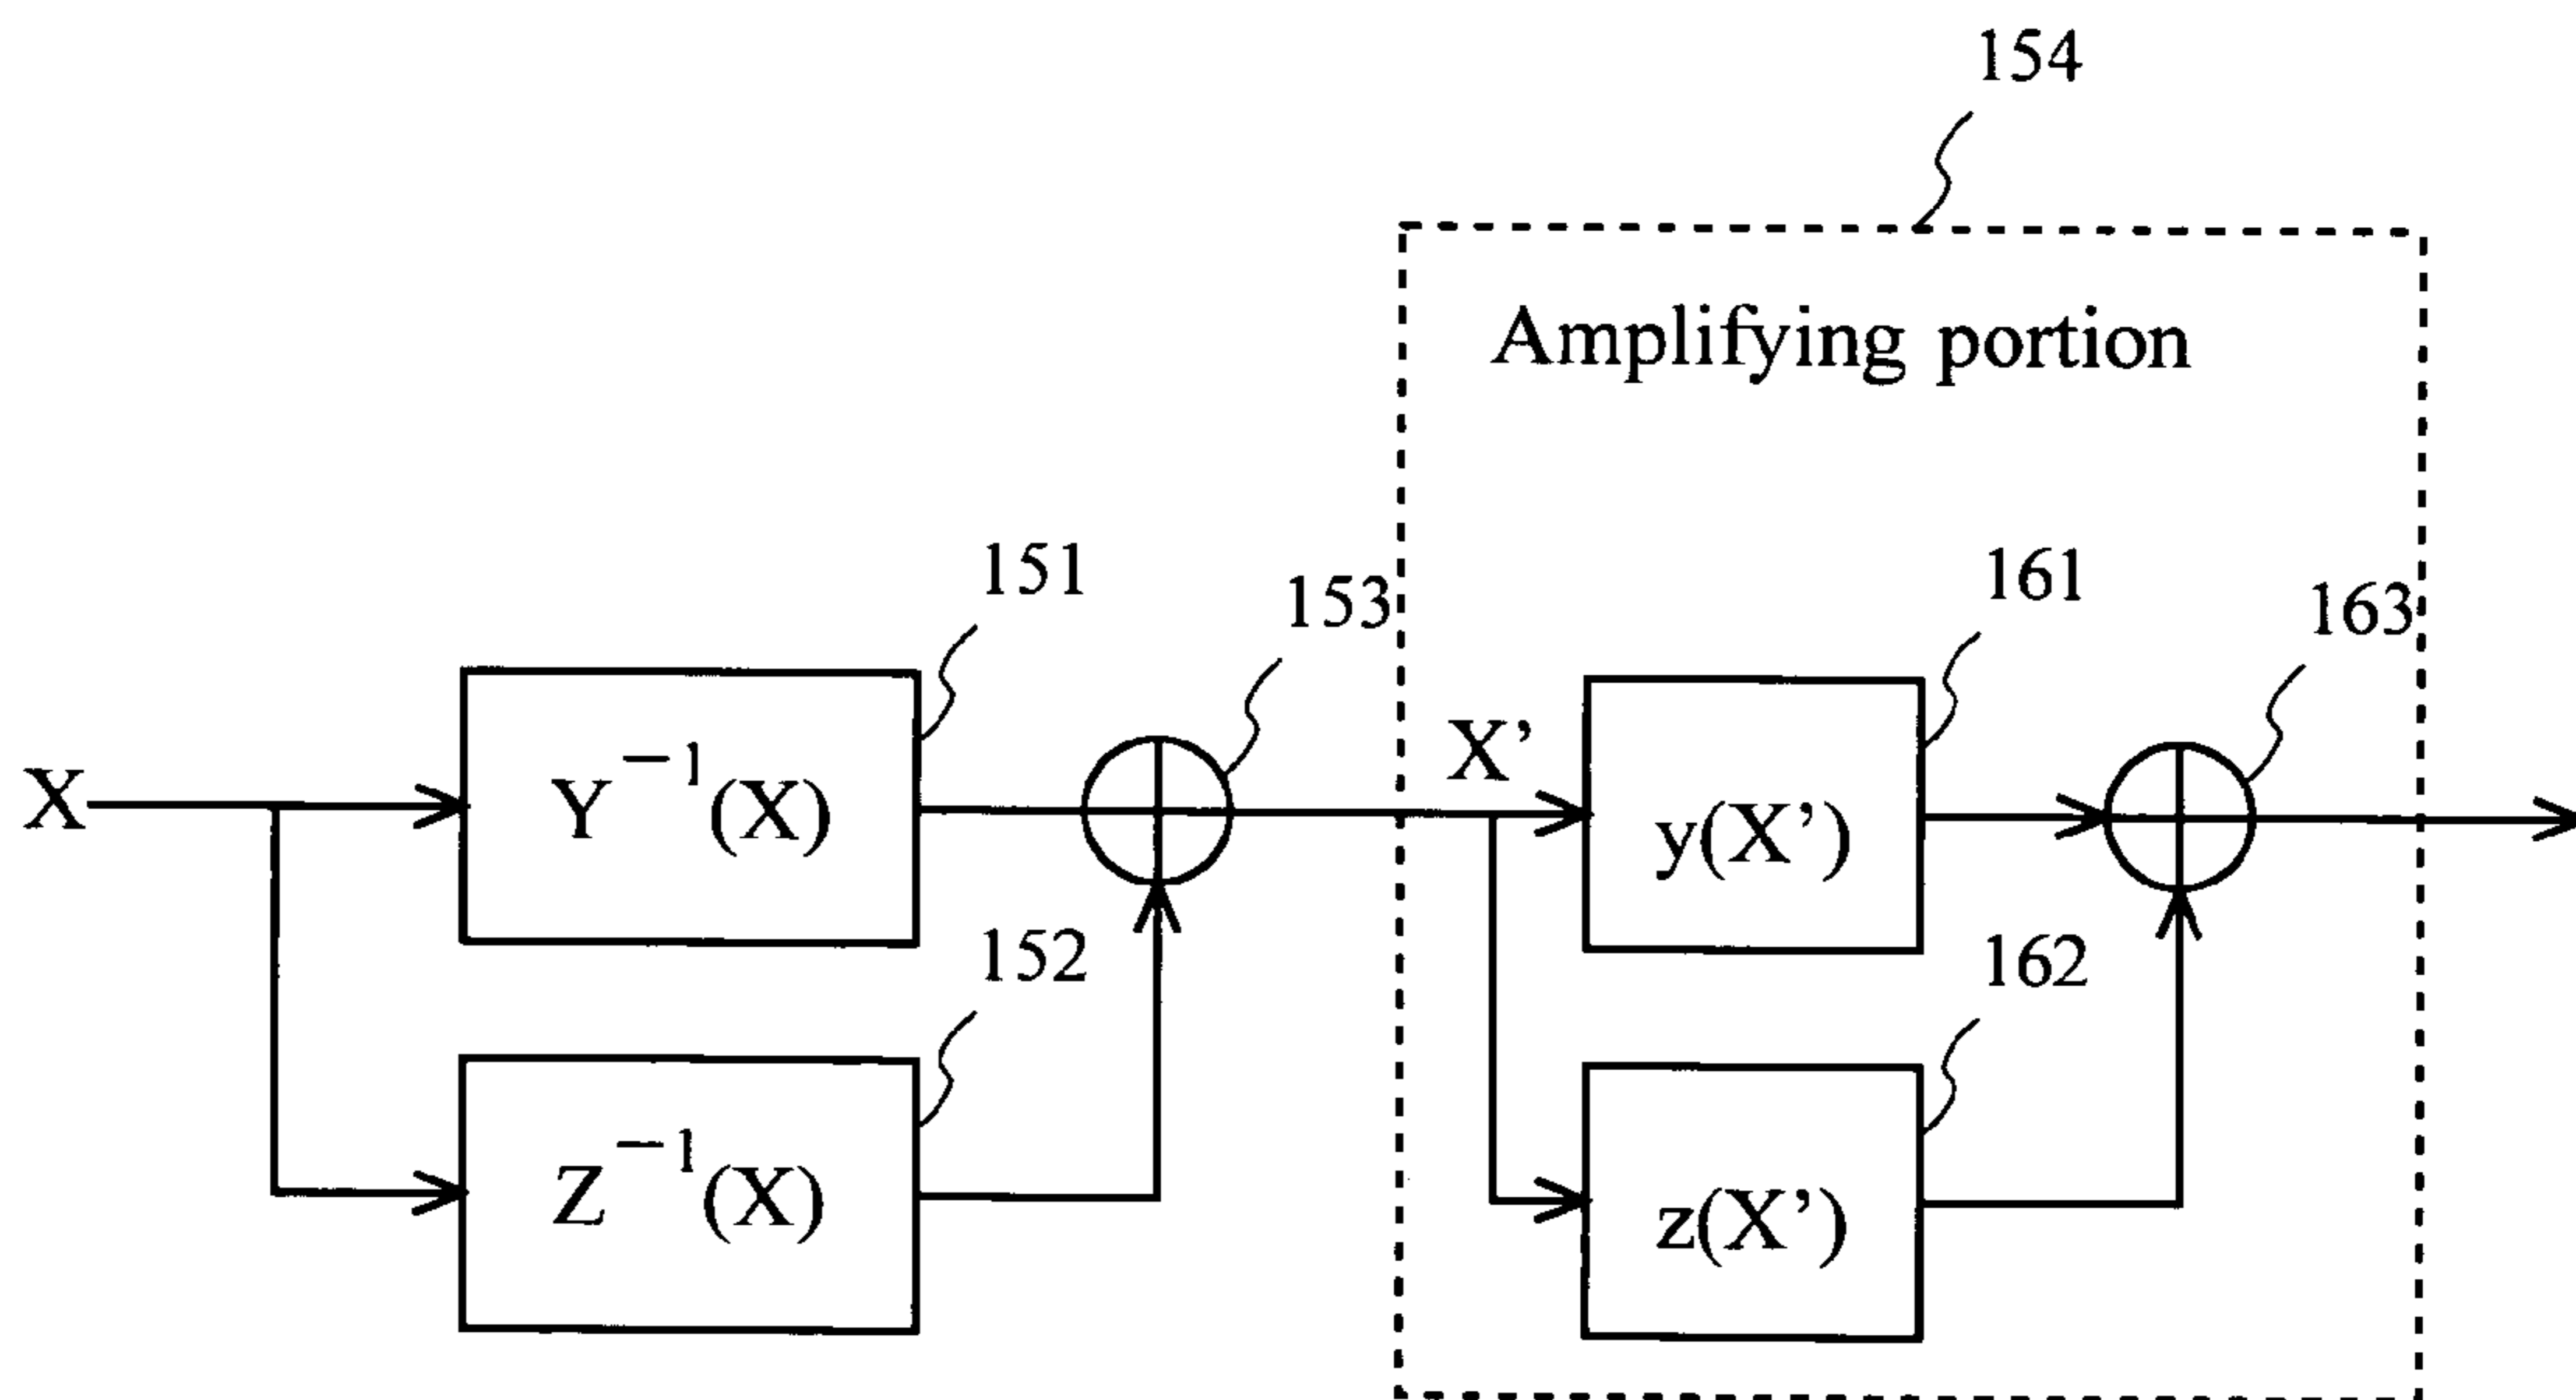 154
Amplifying portion
151
153
161
163
X
Y⁻¹(X)
X’
y(X’)
152
162
Z⁻¹(X)
z(X’)